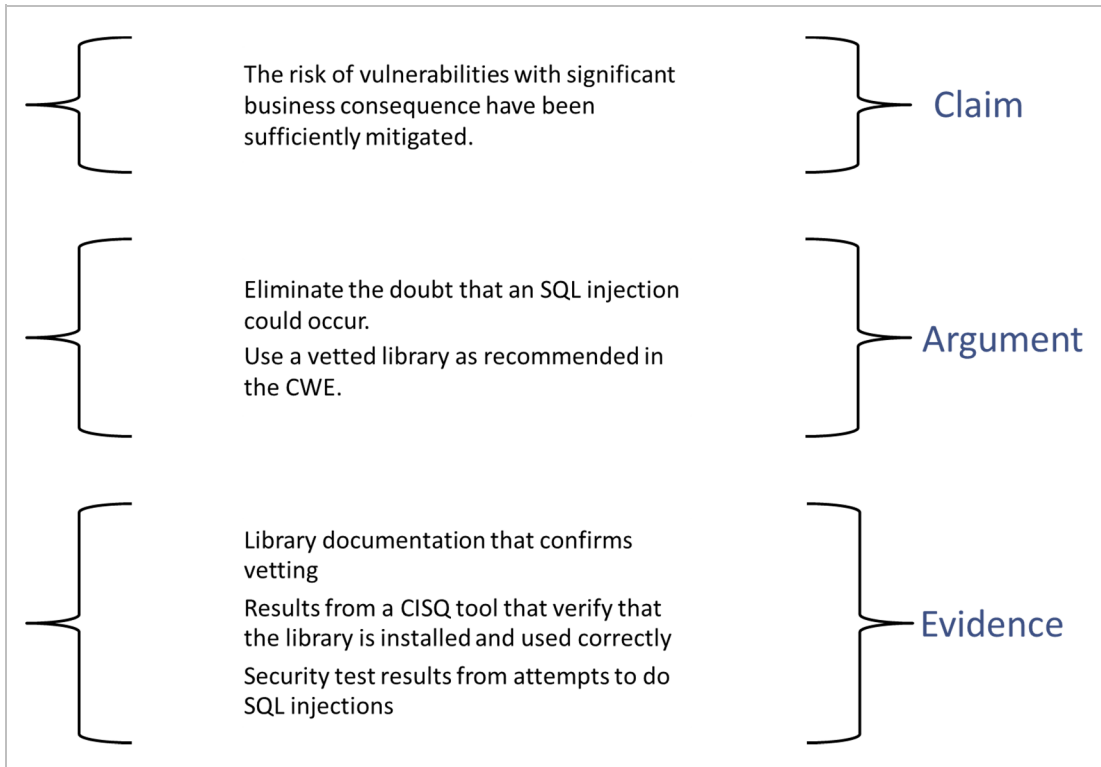 The risk of vulnerabilities with significant
business consequence have been
sufficiently mitigated.
Claim
Eliminate the doubt that an SQL injection
could occur.
Use a vetted library as recommended in
the CWE.
Argument
Library documentation that confirms
vetting
Results from a CISQ tool that verify that
the library is installed and used correctly
Security test results from attempts to do
SQL injections
Evidence